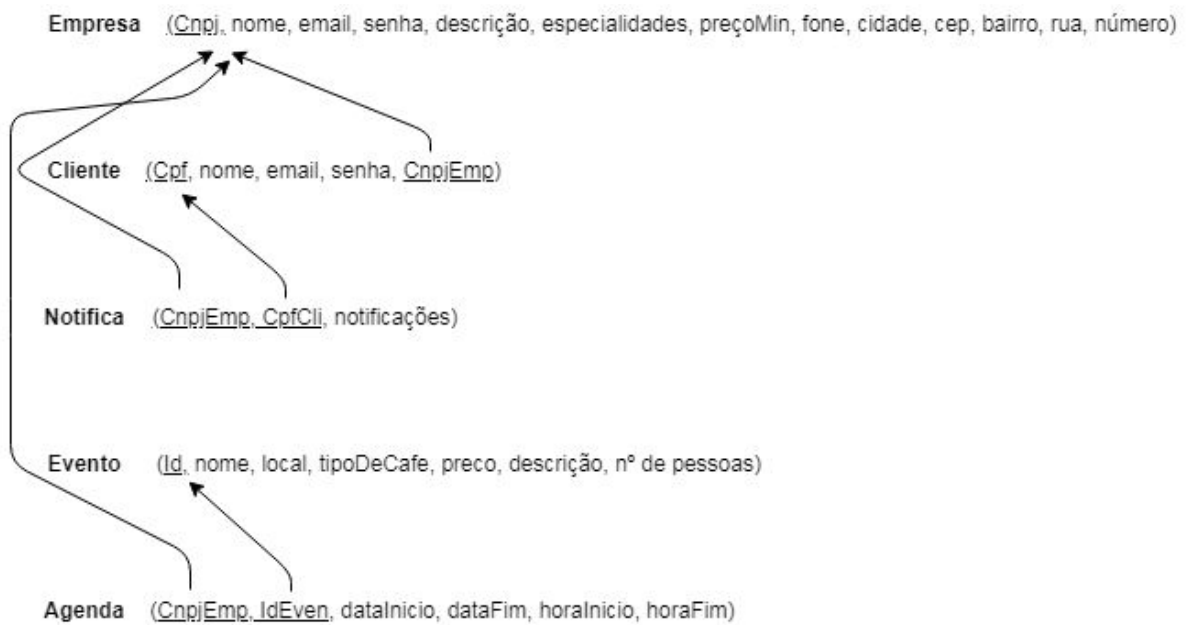 Empresa (Cnpj, nome, email, senha, descrição, especialidades, preçoMin, fone, cidade, cep, bairro, rua, número)
Cliente (Cpf, nome, email, senha, CnpjEmp)
Notifica (CnpjEmp, CpfCli, notificações)
Evento (Id, nome, local, tipoDeCafe, preco, descrição, nº de pessoas)
Agenda (CnpjEmp, IdEven, dataInicio, dataFim, horaInicio, horaFim)